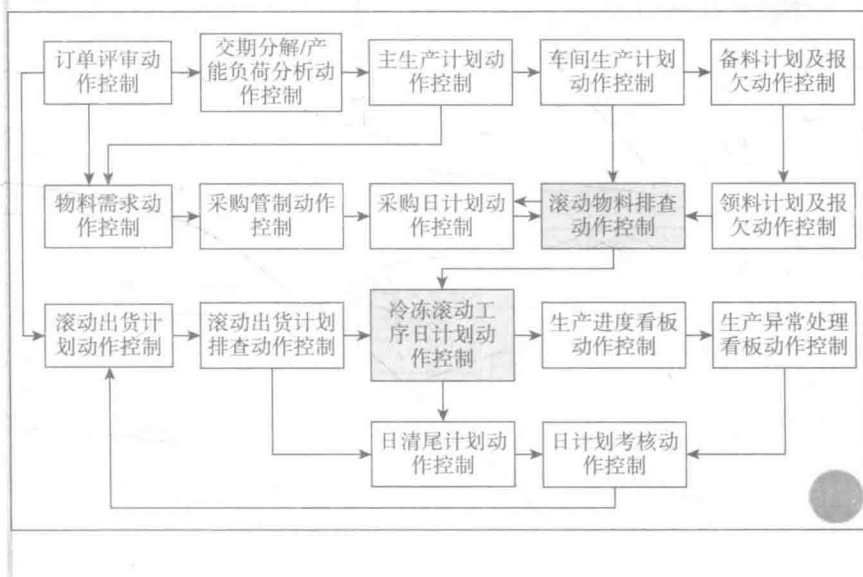 订单评审动
作控制
交期分解/产
能负荷分析动
作控制
主生产计划动
作控制
车间生产计划
动作控制
备料计划及报
欠动作控制
物料需求动
作控制
采购管制动作
控制
采购日计划动
作控制
滚动物料排查
动作控制
领料计划及报
欠动作控制
滚动出货计
划动作控制
滚动出货计划
排查动作控制
冷冻滚动工
序日计划动
作控制
生产进度看板
动作控制
生产异常处理
看板动作控制
日清尾计划动
作控制
日计划考核动
作控制